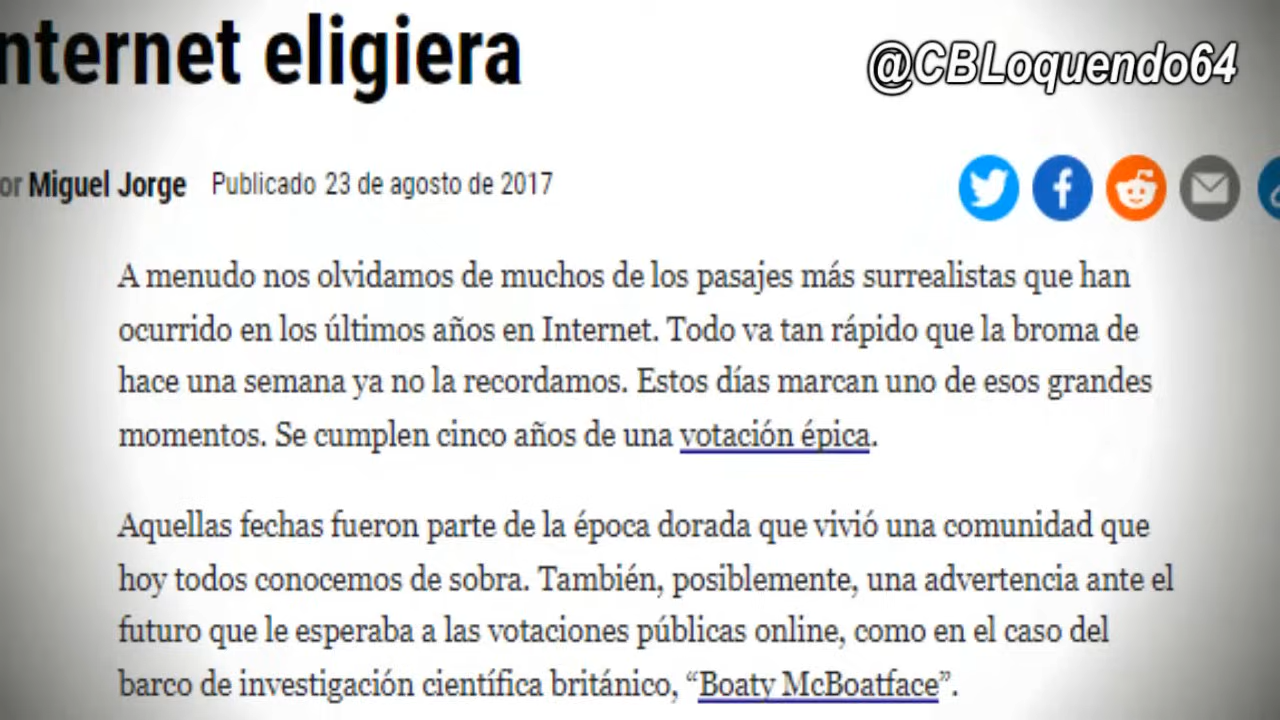 nternet eligiera
@CBLoquendo64
or Miguel Jorge Publicado 23 de agosto de 2017
A menudo nos olvidamos de muchos de los pasajes más surrealistas que han
ocurrido en los últimos años en Internet. Todo va tan rápido que la broma de
hace una semana ya no la recordamos. Estos días marcan uno de esos grandes
momentos. Se cumplen cinco años de una votación épica.
Aquellas fechas fueron parte de la época dorada que vivió una comunidad que
hoy todos conocemos de sobra. También, posiblemente, una advertencia ante el
futuro que le esperaba a las votaciones públicas online, como en el caso del
barco de investigación científica británico, “Boaty McBoatface”.